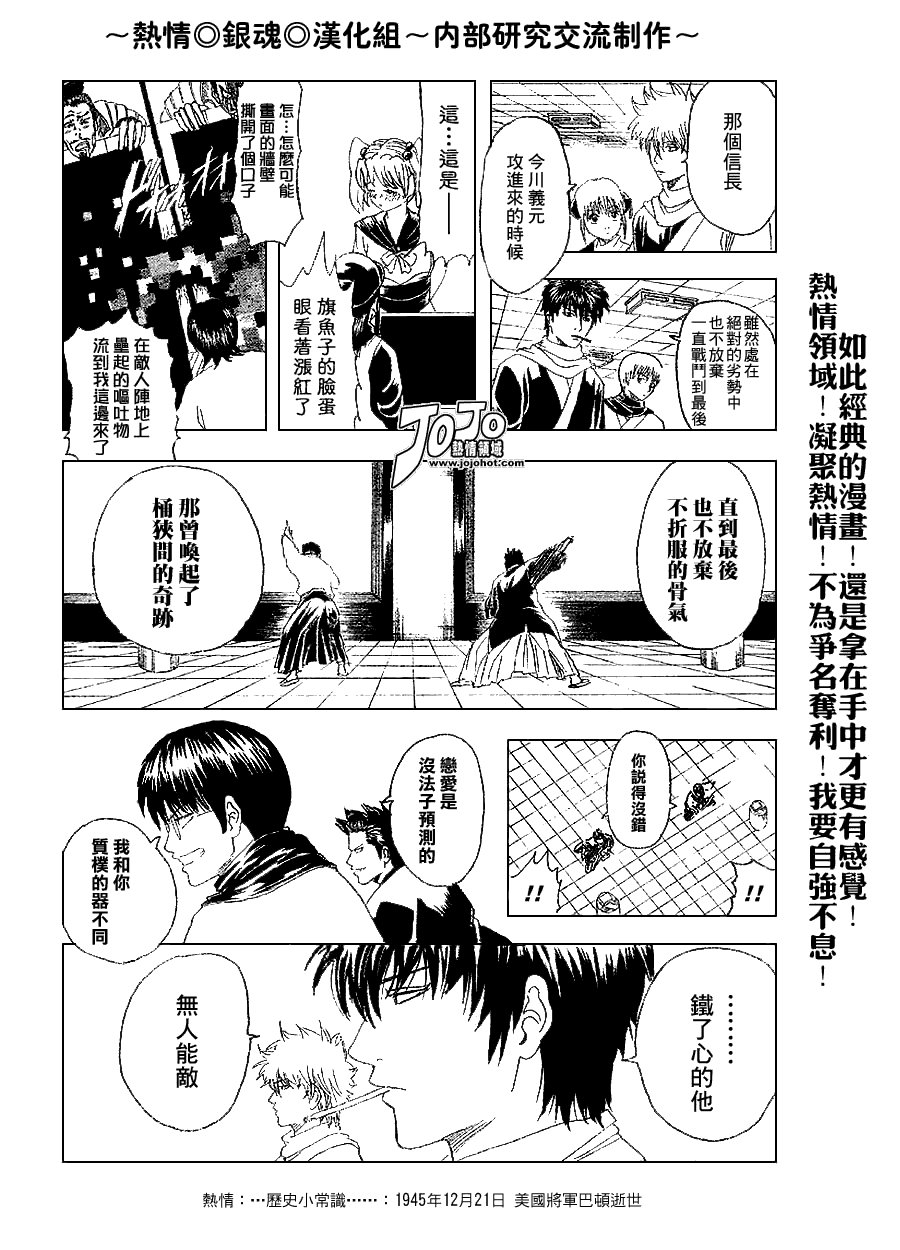 ～熱情◎銀魂◎漢化組～内部研究交流制作～
那個信長
今川義元
攻進來的時候
雖然處在
絕對的劣勢中
也不放棄
一直戰鬥到最後
這…這是——
旗魚子的臉蛋
眼看著漲紅了
怎…怎麼可能
畫面的牆壁
撕開了個口子
ドドドド
在敵人陣地上
壘起的嘔吐物
流到我這邊來了
JOJO
熱情領域
www.jojohot.com
直到最後
也不放棄
不折服的骨氣
那曾喚起了
桶狹間的奇跡
你説得沒錯
!!
!!
戀愛是
沒法子預測的
我和你
質樸的器不同
………
鐵了心的他
無人能敵
如此經典的漫畫！還是拿在手中才更有感覺！
熱情領域！凝聚熱情！不為爭名奪利！我要自強不息！
熱情：…歷史小常識……：1945年12月21日 美國將軍巴頓逝世